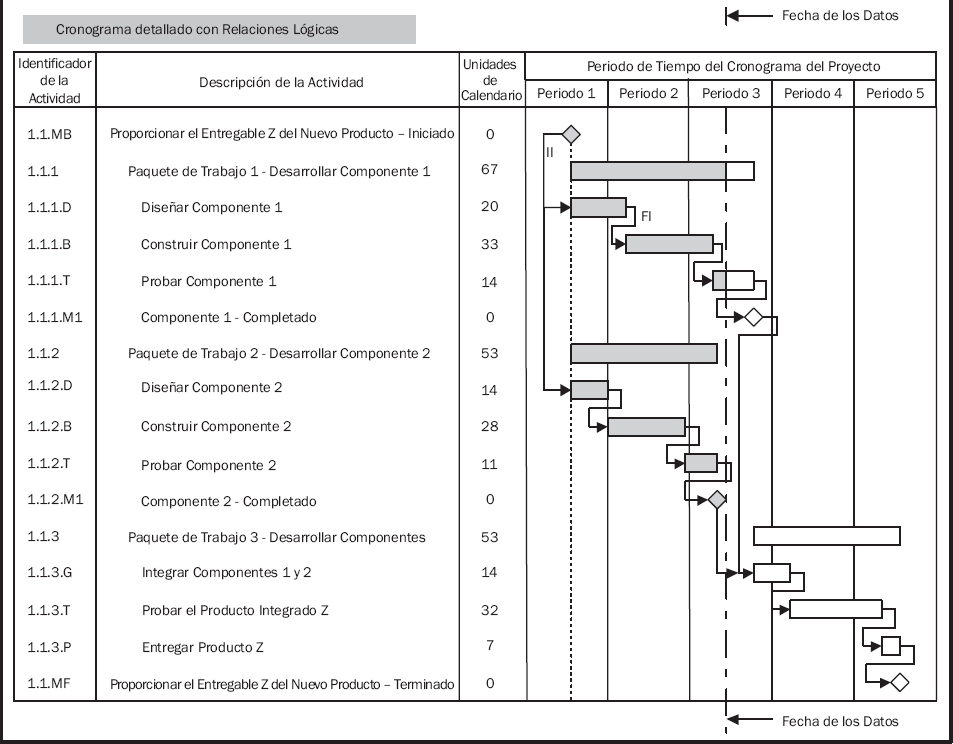 Fecha de los Datos
Cronograma detallado con Relaciones Lógicas
Identificador
de la
Actividad
Descripción de la Actividad
Unidades
de
Calendario
Periodo de Tiempo del Cronograma del Proyecto
Periodo 1 Periodo 2 Periodo 3 Periodo 4 Periodo 5
1.1.MB Proporcionar el Entregable Z del Nuevo Producto – Iniciado 0
II
1.1.1 Paquete de Trabajo 1 - Desarrollar Componente 1 67
1.1.1.D Diseñar Componente 1 20
FI
1.1.1.B Construir Componente 1 33
1.1.1.T Probar Componente 1 14
1.1.1.M1 Componente 1 - Completado 0
1.1.2 Paquete de Trabajo 2 - Desarrollar Componente 2 53
1.1.2.D Diseñar Componente 2 14
1.1.2.B Construir Componente 2 28
1.1.2.T Probar Componente 2 11
1.1.2.M1 Componente 2 - Completado 0
1.1.3 Paquete de Trabajo 3 - Desarrollar Componentes 53
1.1.3.G Integrar Componentes 1 y 2 14
1.1.3.T Probar el Producto Integrado Z 32
1.1.3.P Entregar Producto Z 7
1.1.MF Proporcionar el Entregable Z del Nuevo Producto – Terminado 0
Fecha de los Datos